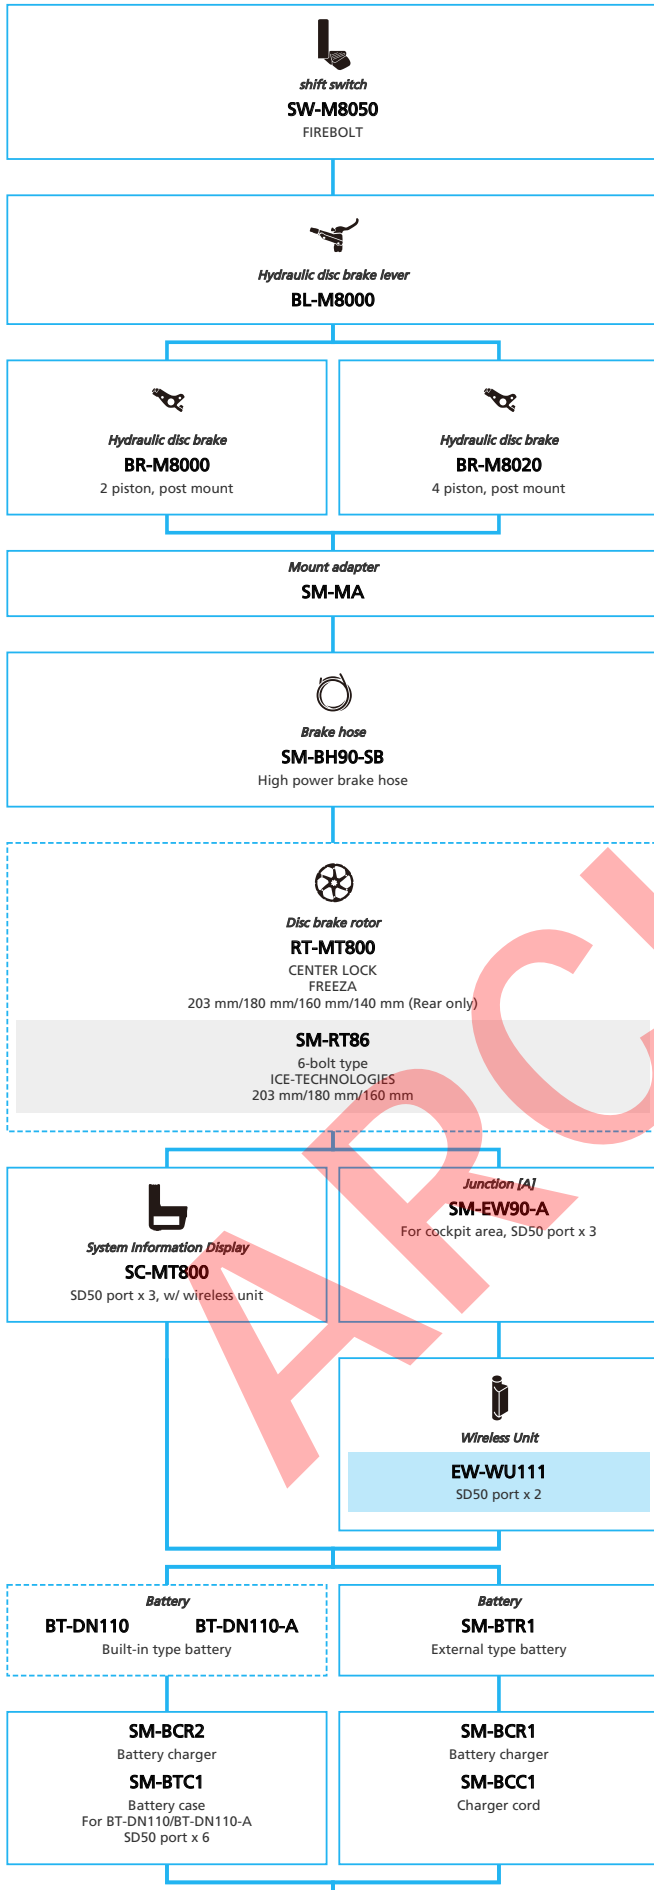 shift switch
SW-M8050
FIREBOLT
Hydraulic disc brake lever
BL-M8000
Hydraulic disc brake
BR-M8000
2 piston, post mount
Hydraulic disc brake
BR-M8020
4 piston, post mount
Mount adapter
SM-MA
Brake hose
SM-BH90-SB
High power brake hose
Disc brake rotor
RT-MT800
CENTER LOCK
FREEZA
203 mm/180 mm/160 mm/140 mm (Rear only)
SM-RT86
6-bolt type
ICE-TECHNOLOGIES
203 mm/180 mm/160 mm
System Information Display
SC-MT800
SD50 port x 3, w/ wireless unit
Junction [A]
SM-EW90-A
For cockpit area, SD50 port x 3
Wireless Unit
EW-WU111
SD50 port x 2
Battery
BT-DN110 BT-DN110-A
Built-in type battery
Battery
SM-BTR1
External type battery
SM-BCR2
Battery charger
SM-BTC1
Battery case
For BT-DN110/BT-DN110-A
SD50 port x 6
SM-BCR1
Battery charger
SM-BCC1
Charger cord